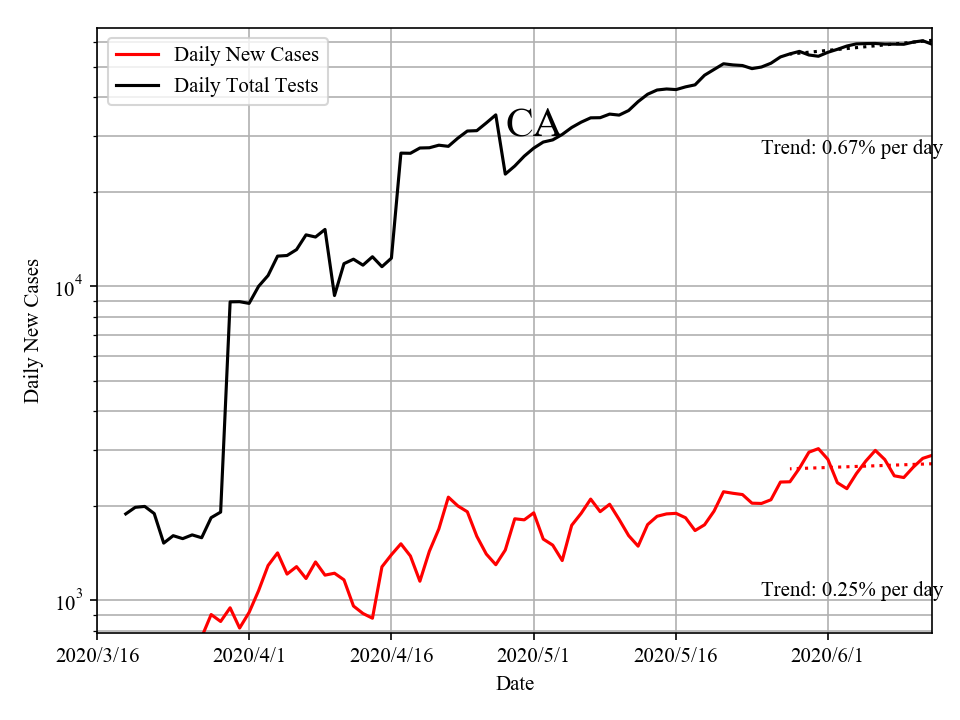 Daily New Cases
Daily Total Tests
CA
Trend: 0.67% per day
Trend: 0.25% per day
Daily New Cases
10^4
10^3
2020/3/16 2020/4/1 2020/4/16 2020/5/1 2020/5/16 2020/6/1
Date